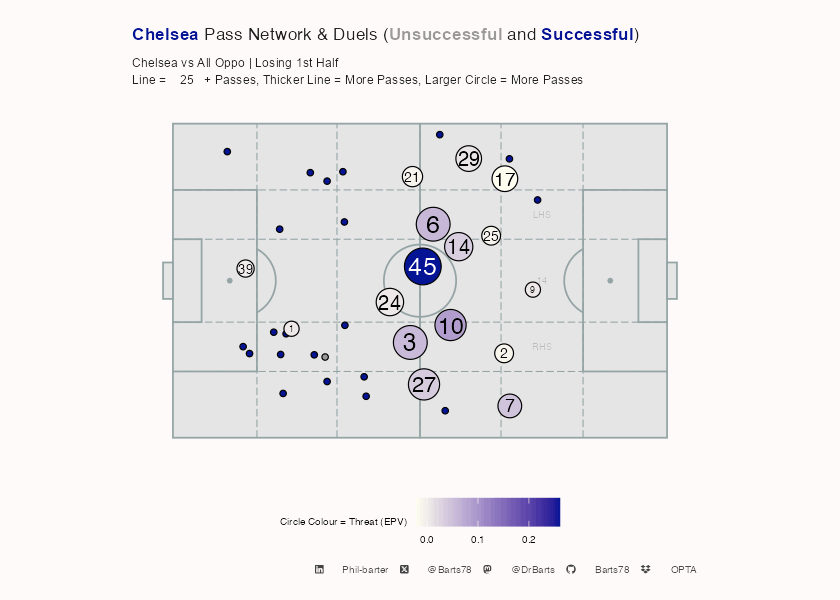 Chelsea Pass Network & Duels (Unsuccessful and Successful)
Chelsea vs All Oppo | Losing 1st Half
Line = 25 + Passes, Thicker Line = More Passes, Larger Circle = More Passes
29
21
17
LHS
6
25
14
45
39
14
9
24
10
1
3
RHS
2
27
7
Circle Colour = Threat (EPV)
0.0 0.1 0.2
Phil-barter @Barts78 @DrBarts Barts78 OPTA